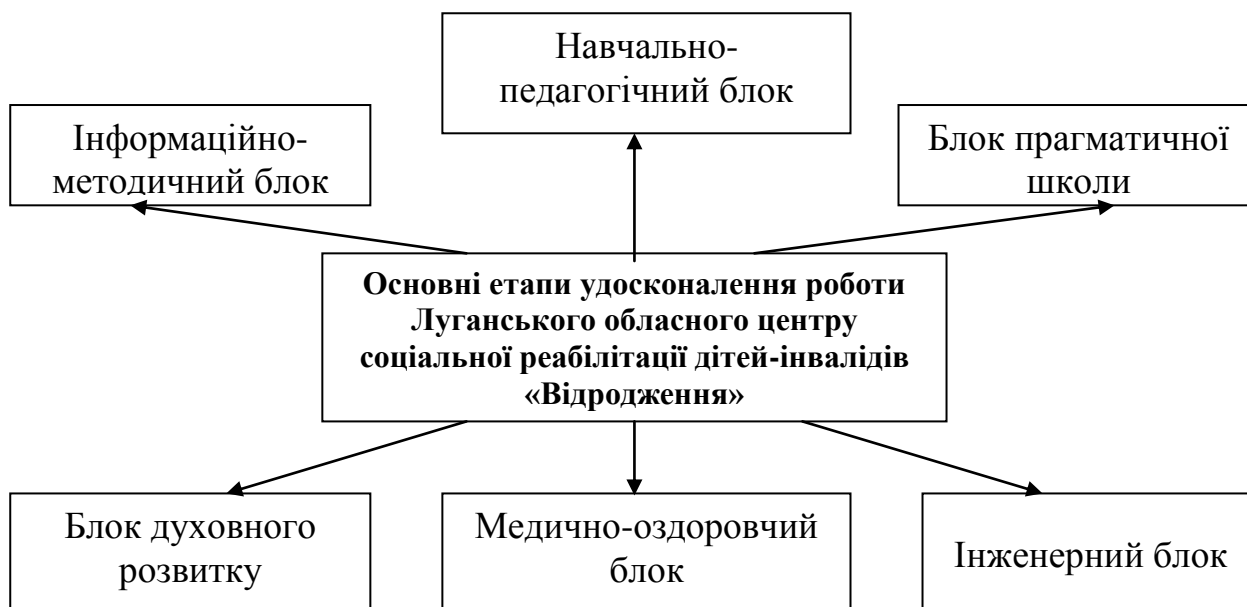 Навчально-
педагогічний блок
Інформаційно-
методичний блок
Блок прагматичної
школи
Основні етапи удосконалення роботи
Луганського обласного центру
соціальної реабілітації дітей-інвалідів
«Відродження»
Блок духовного
розвитку
Медично-оздоровчий
блок
Інженерний блок